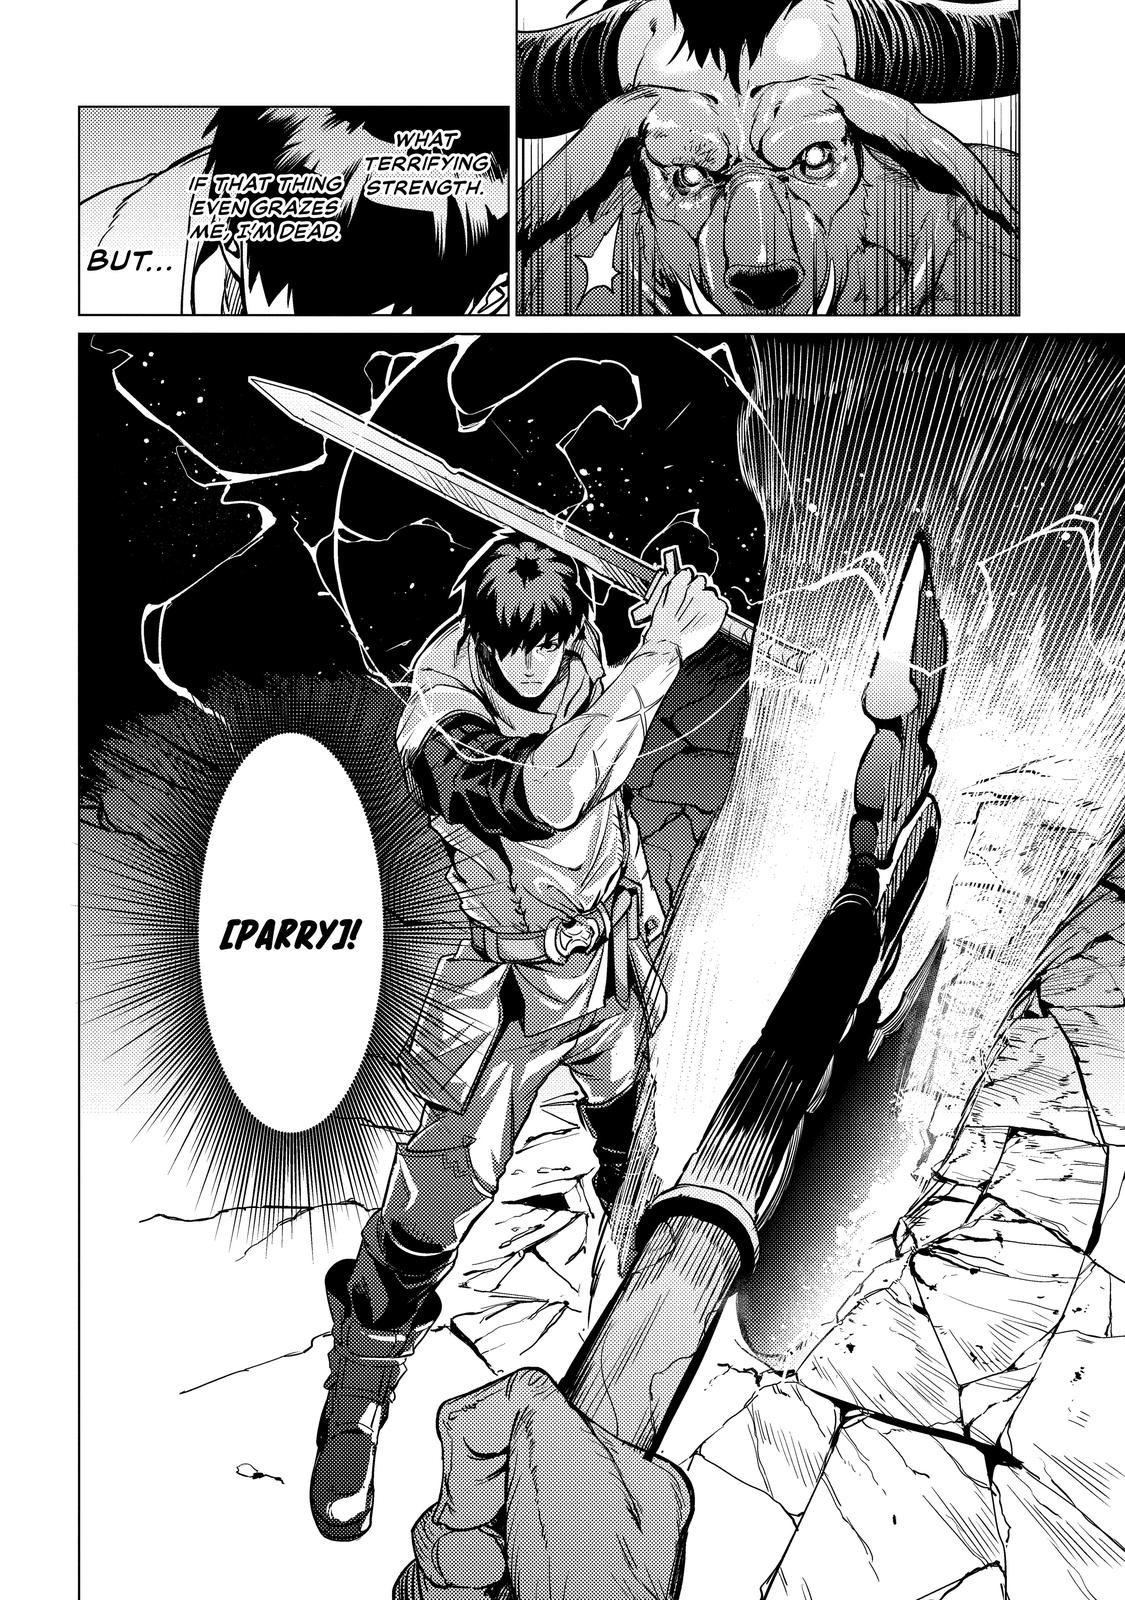 WHAT
TERRIFYING
STRENGTH.
IF THAT THING
EVEN GRAZES
ME, I'M DEAD.
BUT...
[PARRY]!